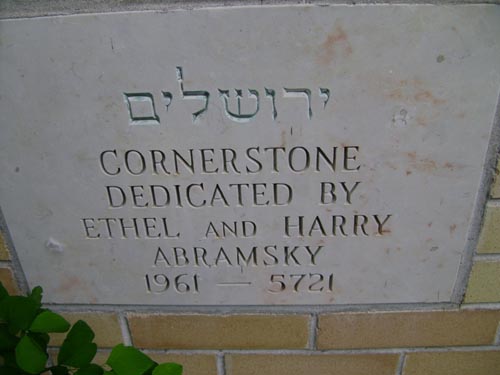 ירושלים
CORNERSTONE
DEDICATED BY
ETHEL AND HARRY
ABRAMSKY
1961 — 5721